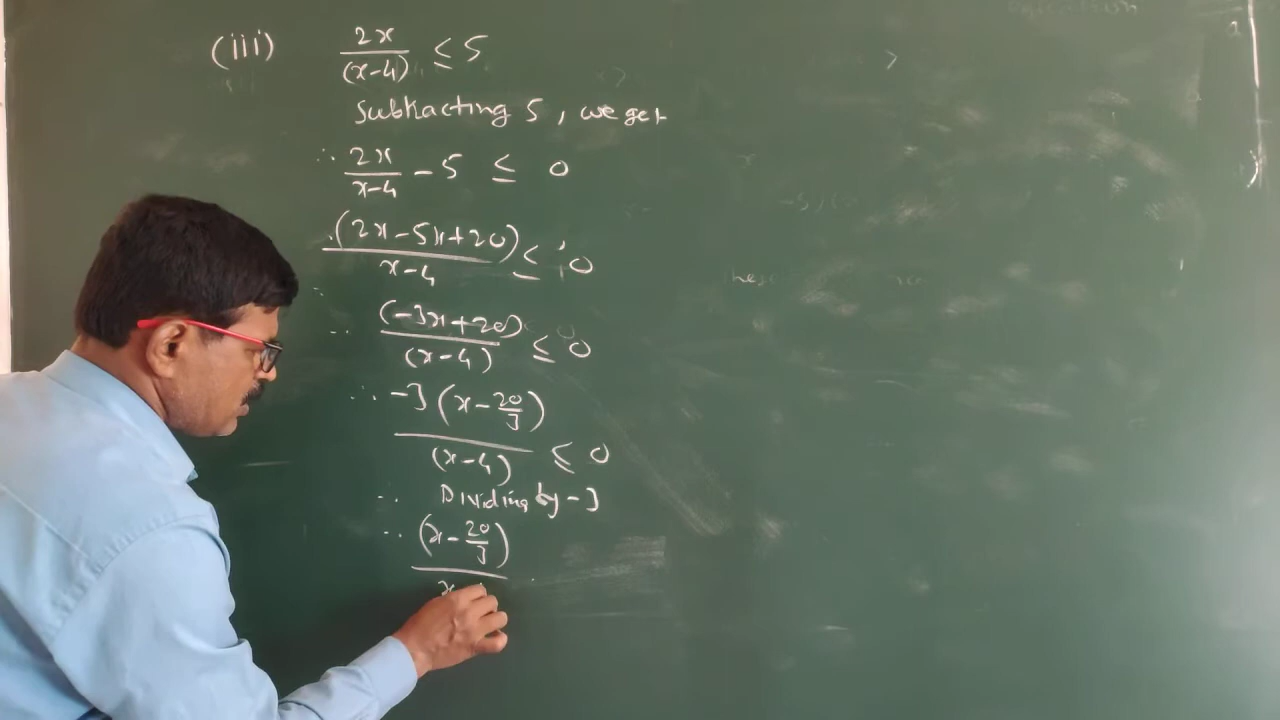 (iii) 2x/(x-4) ≤ 5
Subtracting 5, we get
∴ 2x/x-4 - 5 ≤ 0
(2x-5x+20)/x-4 ≤ 0
∴ (-3x+20)/(x-4) ≤ 0
∴ -3(x-20/3)/(x-4) ≤ 0
∴ Dividing by -3
∴ (x-20/3)/x